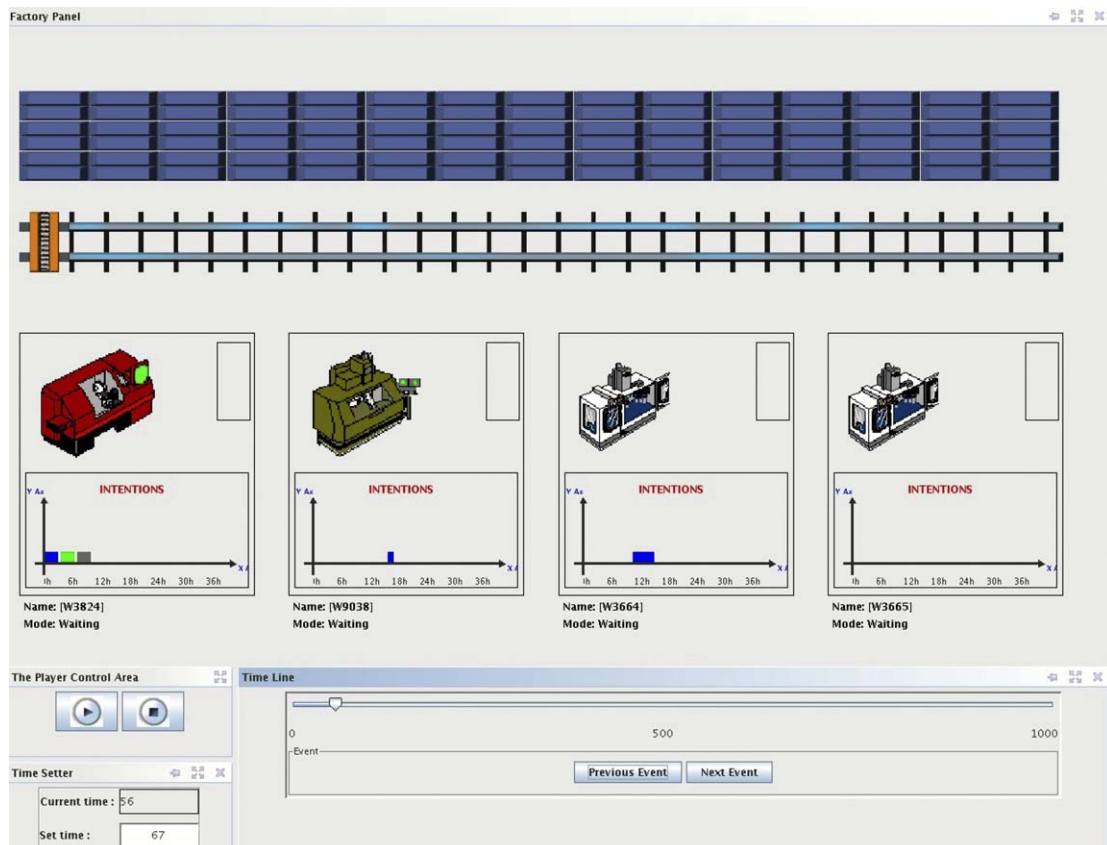 Factory Panel
INTENTIONS
Y Ax
6h 12h 18h 24h 30h 36h
Name: [W3824]
Mode: Waiting
INTENTIONS
Y Ax
6h 12h 18h 24h 30h 36h
Name: [W9038]
Mode: Waiting
INTENTIONS
Y Ax
6h 12h 18h 24h 30h 36h
Name: [W3664]
Mode: Waiting
INTENTIONS
Y Ax
6h 12h 18h 24h 30h 36h
Name: [W3665]
Mode: Waiting
The Player Control Area
Time Line
0 500 1000
Event
Previous Event Next Event
Time Setter
Current time : 56
Set time : 67